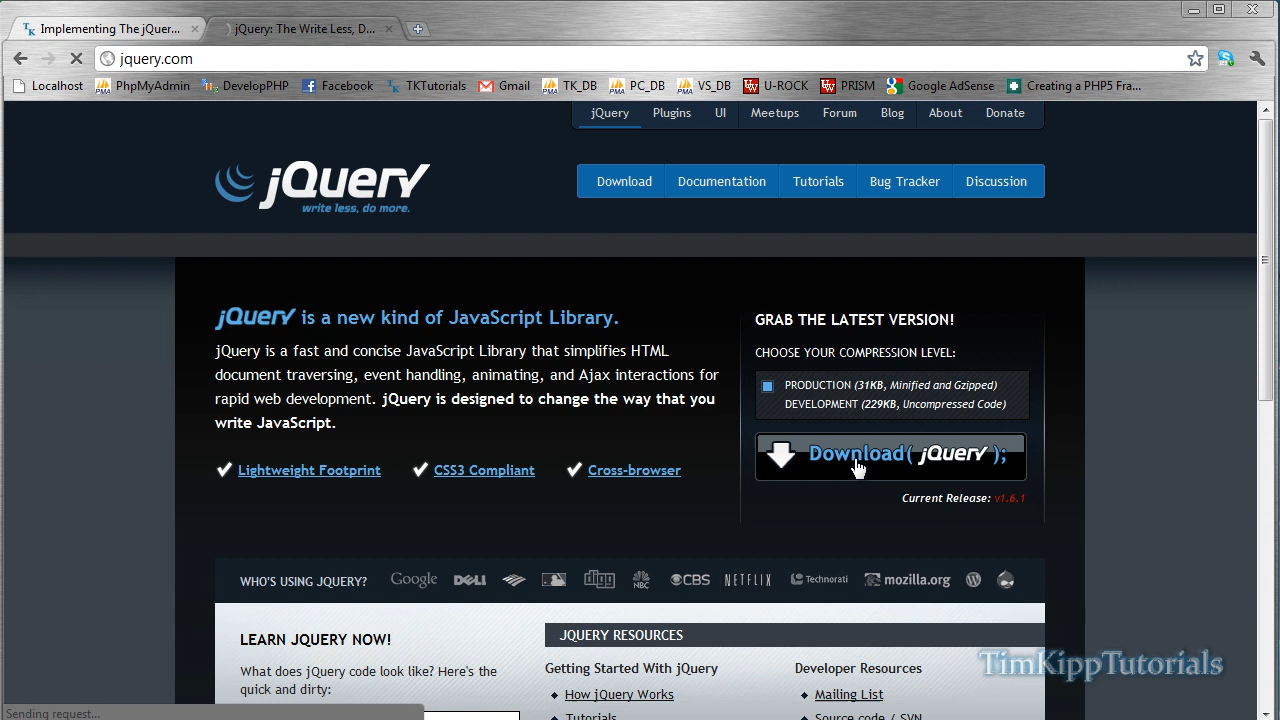 Implementing The jQuer...
jQuery: The Write Less, D...
jquery.com
Localhost PhpMyAdmin DevelopPHP Facebook TKTutorials Gmail TK_DB PC_DB VS_DB U-ROCK PRISM Google AdSense Creating a PHP5 Fra...
jQuery Plugins UI Meetups Forum Blog About Donate
jQuery
write less, do more.
Download Documentation Tutorials Bug Tracker Discussion
jQuery is a new kind of JavaScript Library.
jQuery is a fast and concise JavaScript Library that simplifies HTML
document traversing, event handling, animating, and Ajax interactions for
rapid web development. jQuery is designed to change the way that you
write JavaScript.
Lightweight Footprint CSS3 Compliant Cross-browser
GRAB THE LATEST VERSION!
CHOOSE YOUR COMPRESSION LEVEL:
PRODUCTION (31KB, Minified and Gzipped)
DEVELOPMENT (229KB, Uncompressed Code)
Download( jQuery );
Current Release: v1.6.1
WHO'S USING JQUERY? Google DELL NBC CBS NETFLIX Technorati mozilla.org
LEARN JQUERY NOW!
What does jQuery code look like? Here's the
quick and dirty:
JQUERY RESOURCES
Getting Started With jQuery
How jQuery Works
Tutorials
Developer Resources
Mailing List
Source code / SVN
TimKippTutorials
Sending request...